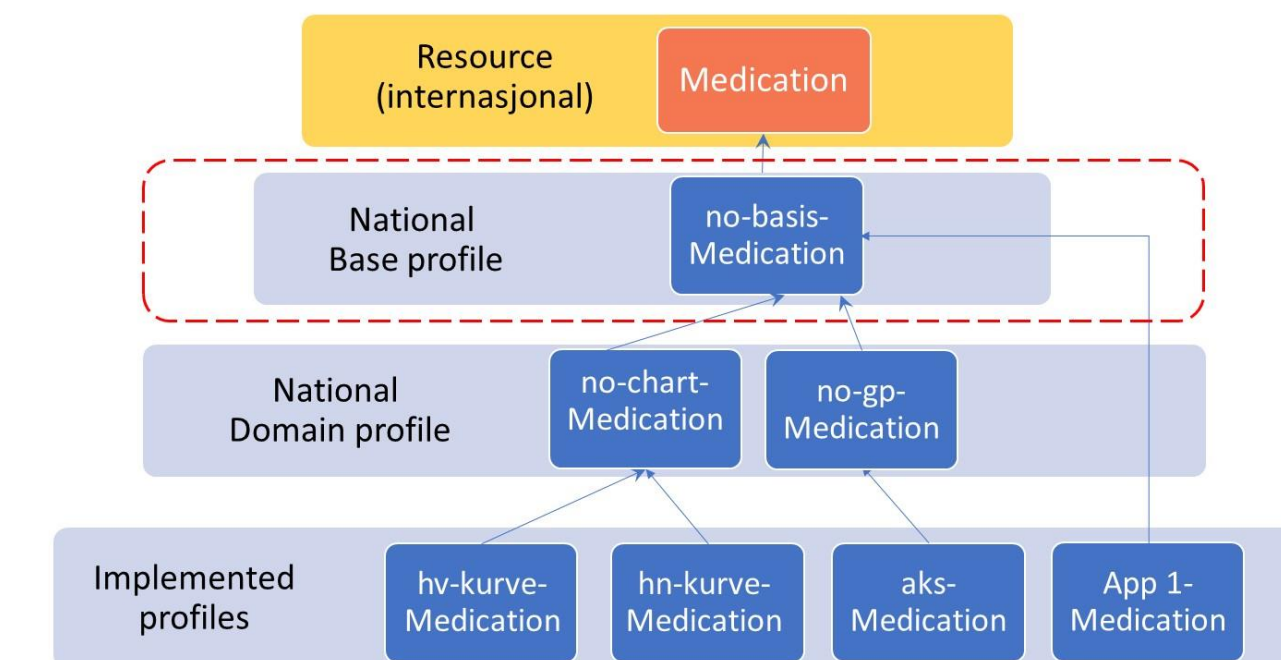 Resource
(internasjonal)
Medication
National
Base profile
no-basis-
Medication
National
Domain profile
no-chart-
Medication
no-gp-
Medication
Implemented
profiles
hv-kurve-
Medication
hn-kurve-
Medication
aks-
Medication
App 1-
Medication